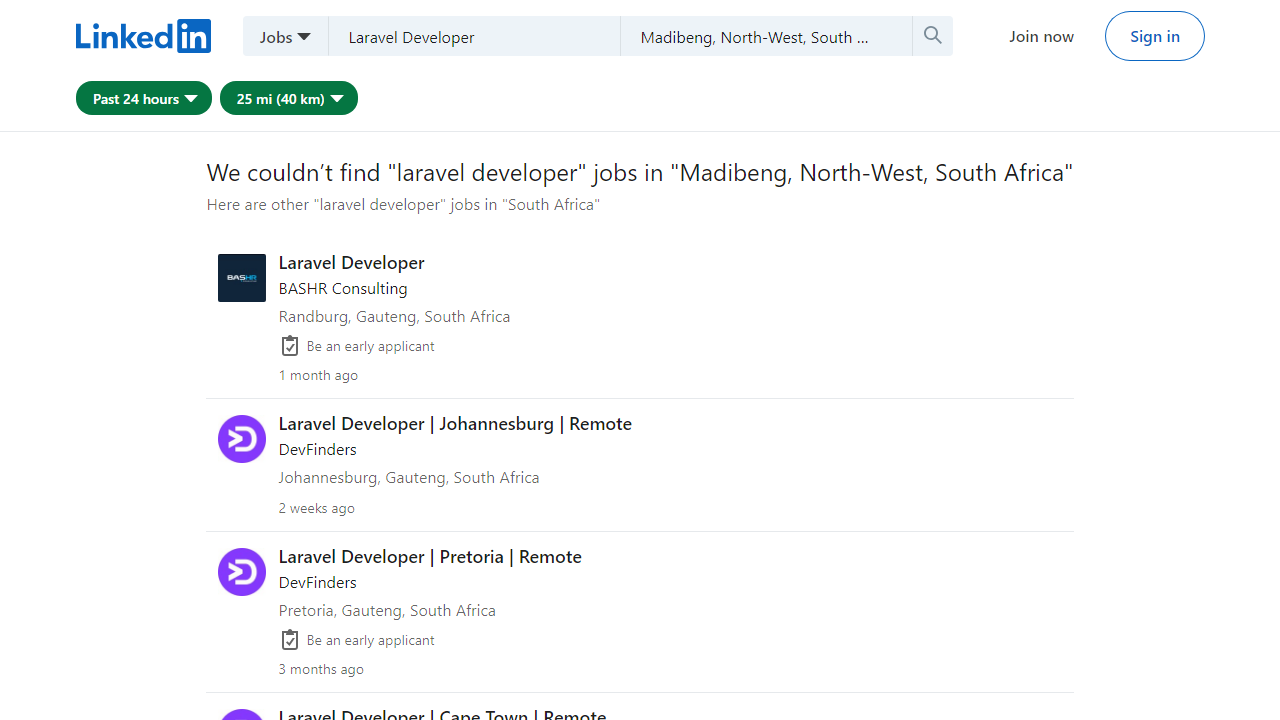 Linked in
Jobs
Laravel Developer
Madibeng, North-West, South ...
Join now
Sign in
Past 24 hours
25 mi (40 km)
We couldn’t find "laravel developer" jobs in "Madibeng, North-West, South Africa"
Here are other "laravel developer" jobs in "South Africa"
BASHR
Laravel Developer
BASHR Consulting
Randburg, Gauteng, South Africa
Be an early applicant
1 month ago
Laravel Developer | Johannesburg | Remote
DevFinders
Johannesburg, Gauteng, South Africa
2 weeks ago
Laravel Developer | Pretoria | Remote
DevFinders
Pretoria, Gauteng, South Africa
Be an early applicant
3 months ago
Laravel Developer | Cape Town | Remote